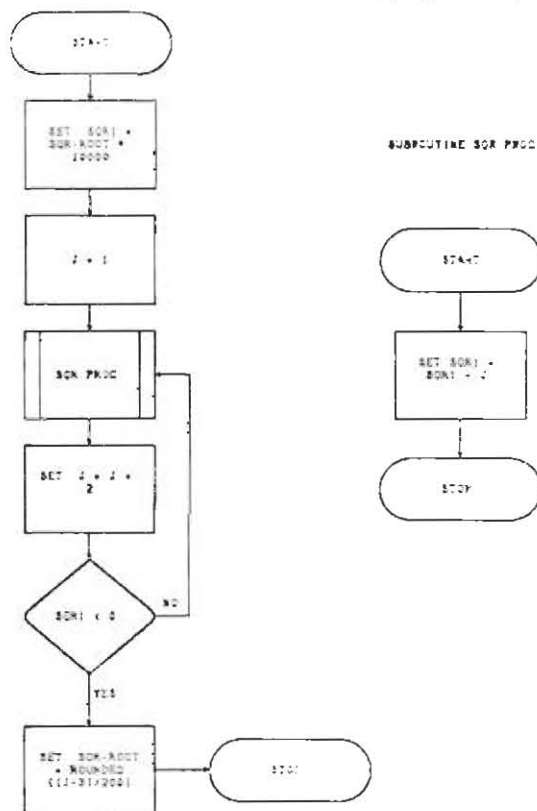 START
SET SQR1 =
SQR-ROOT *
10000
SUBROUTINE SQR PROC
J = 1
START
SQR PROC
SET SQR1 =
SQR1 - J
SET J = J +
2
STOP
SQR1 < 0
NO
YES
SET SQR-ROOT
= ROUNDED
((J-3)/200)
STOP